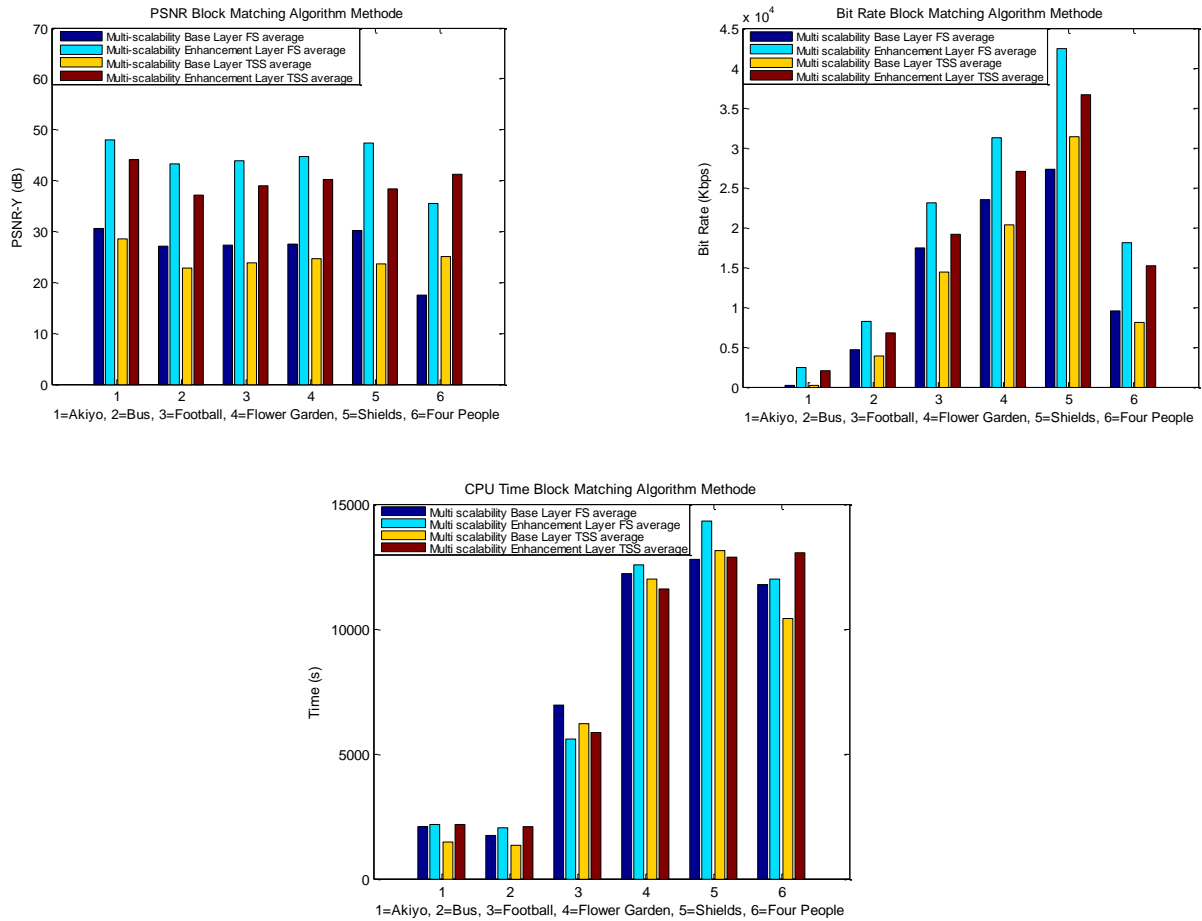 PSNR Block Matching Algorithm Methode
Multi-scalability Base Layer FS average
Multi-scalability Enhancement Layer FS average
Multi-scalability Base Layer TSS average
Multi-scalability Enhancement Layer TSS average
70
60
50
40
30
20
10
0
PSNR-Y (dB)
1 2 3 4 5 6
1=Akiyo, 2=Bus, 3=Football, 4=Flower Garden, 5=Shields, 6=Four People
Bit Rate Block Matching Algorithm Methode
x 10^4
Multi scalability Base Layer FS average
Multi scalability Enhancement Layer FS average
Multi scalability Base Layer TSS average
Multi scalability Enhancement Layer TSS average
4.5
4
3.5
3
2.5
2
1.5
1
0.5
0
Bit Rate (Kbps)
1 2 3 4 5 6
1=Akiyo, 2=Bus, 3=Football, 4=Flower Garden, 5=Shields, 6=Four People
CPU Time Block Matching Algorithm Methode
Multi scalability Base Layer FS average
Multi scalability Enhancement Layer FS average
Multi scalability Base Layer TSS average
Multi scalability Enhancement Layer TSS average
15000
10000
5000
0
Time (s)
1 2 3 4 5 6
1=Akiyo, 2=Bus, 3=Football, 4=Flower Garden, 5=Shields, 6=Four People